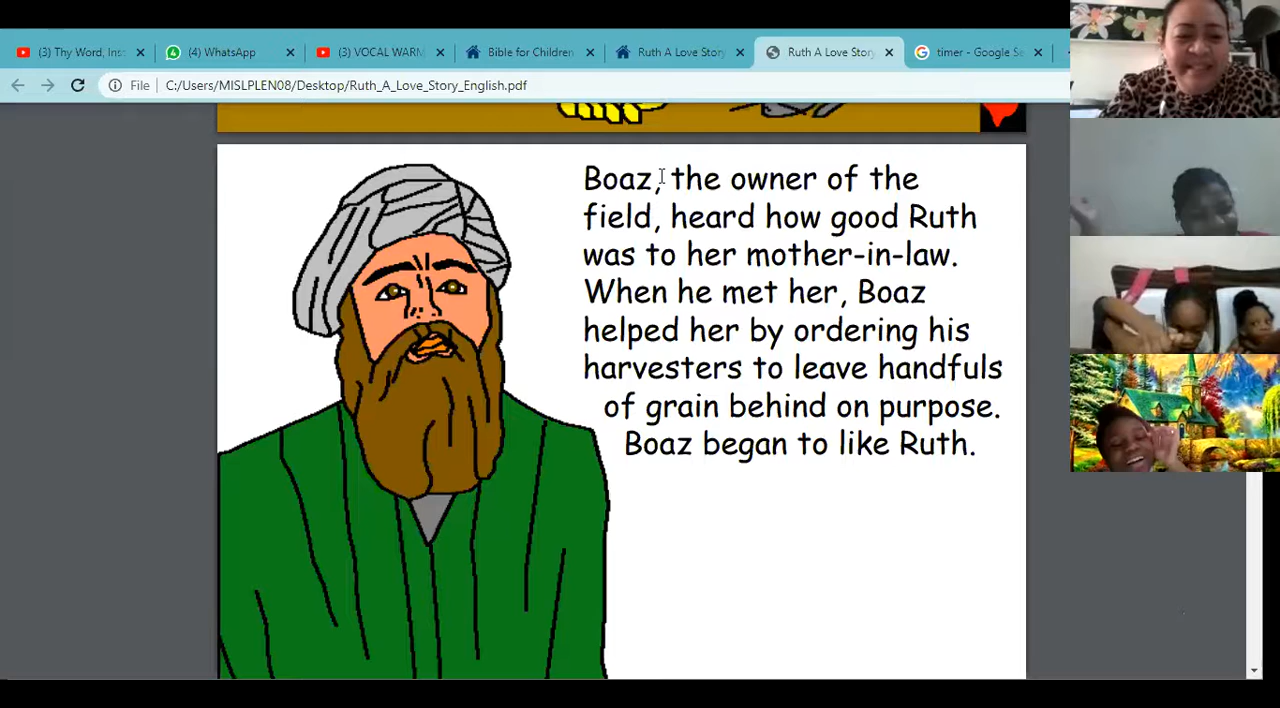 (3) Thy Word, Ins
(4) WhatsApp
(3) VOCAL WARM
Bible for Children
Ruth A Love Story
Ruth A Love Story
timer - Google Se
File
C:/Users/MISLPLEN08/Desktop/Ruth_A_Love_Story_English.pdf
Boaz, the owner of the
field, heard how good Ruth
was to her mother-in-law.
When he met her, Boaz
helped her by ordering his
harvesters to leave handfuls
of grain behind on purpose.
Boaz began to like Ruth.